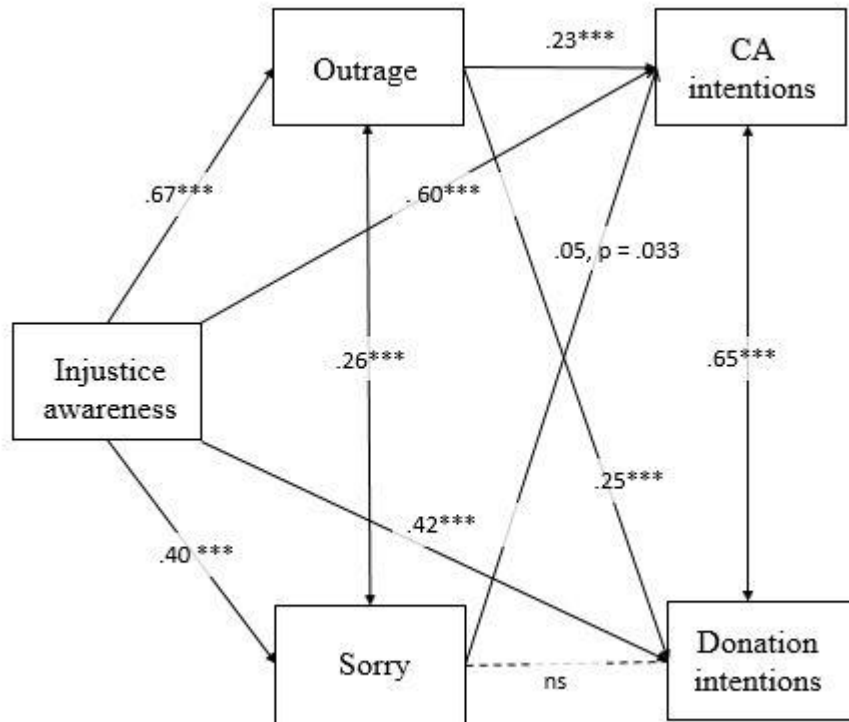 .23***
Outrage
CA
intentions
.67***
. 60***
.05, p = .033
Injustice
awareness
.26***
.65***
.25***
.42***
.40 ***
Sorry
ns
Donation
intentions